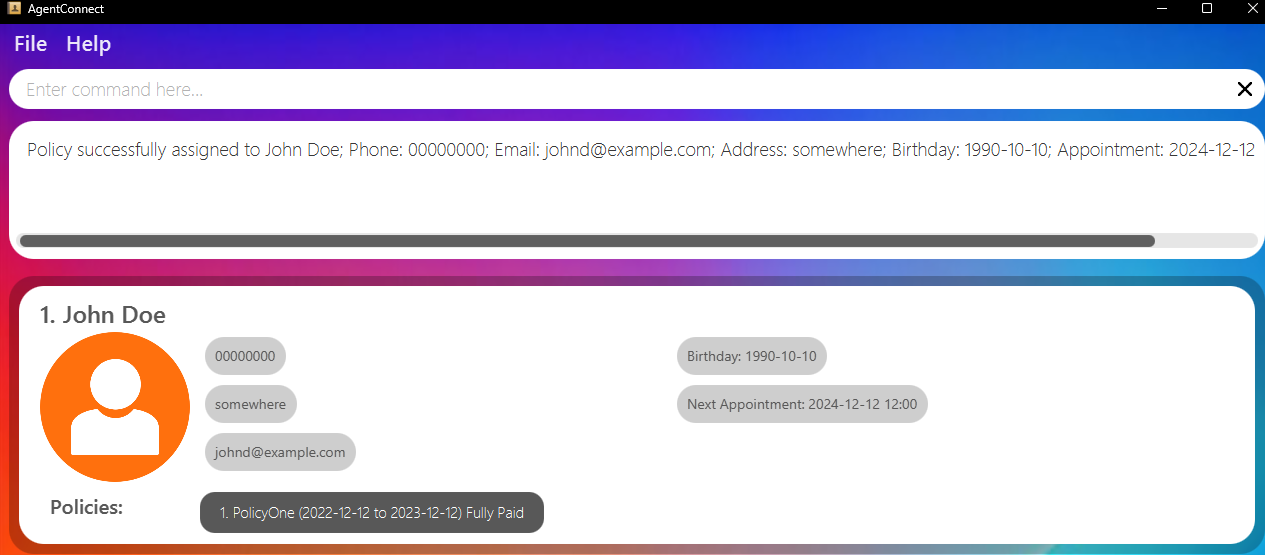 AgentConnect
File Help
Enter command here...
Policy successfully assigned to John Doe; Phone: 00000000; Email: johnd@example.com; Address: somewhere; Birthday: 1990-10-10; Appointment: 2024-12-12
1. John Doe
00000000
Birthday: 1990-10-10
somewhere
Next Appointment: 2024-12-12 12:00
johnd@example.com
Policies:
1. PolicyOne (2022-12-12 to 2023-12-12) Fully Paid